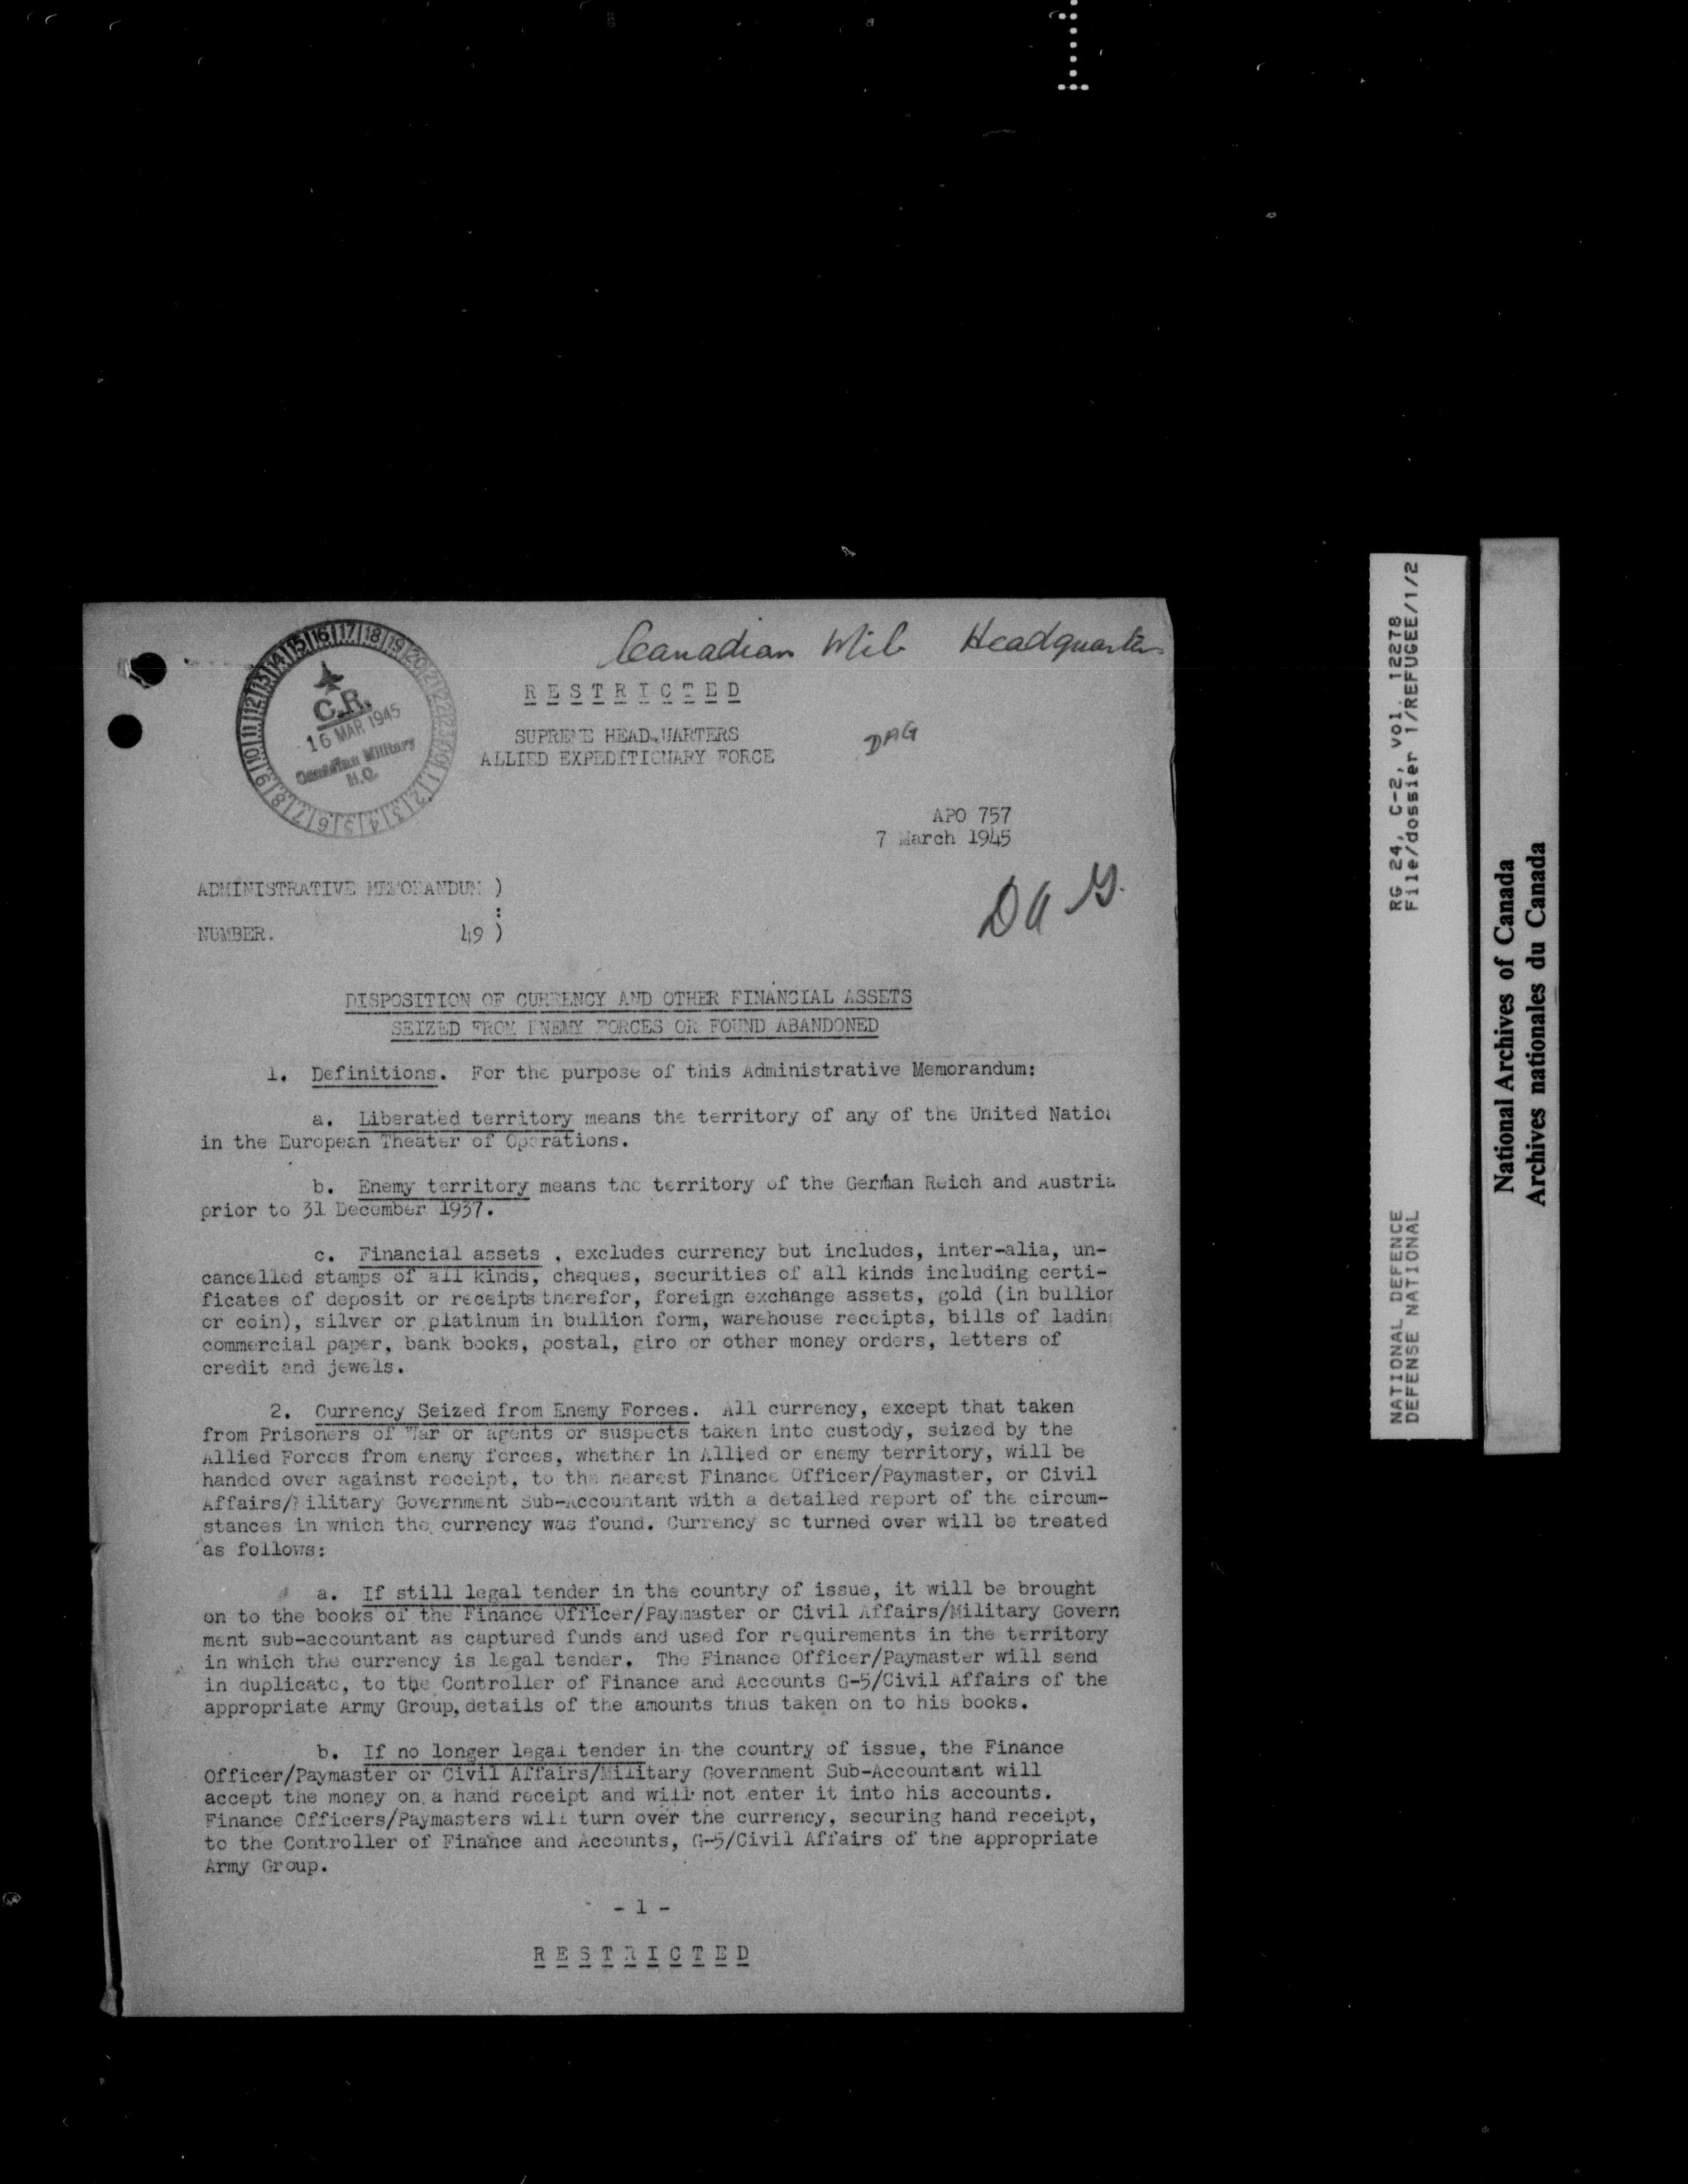 Canadian Mil Headquarters
R E S T R I C T E D
SUPREME HEADQUARTERS
ALLIED EXPEDITIONARY FORCE
DAG
C.R.
16 MAR 1945
Canadian Military
H.Q.
APO 757
7 March 1945
ADMINISTRATIVE MEMORANDUM )
:
NUMBER. 49 )
DAG.
DISPOSITION OF CURRENCY AND OTHER FINANCIAL ASSETS
SEIZED FROM ENEMY FORCES OR FOUND ABANDONED
1. Definitions. For the purpose of this Administrative Memorandum:
a. Liberated territory means the territory of any of the United Natio
in the European Theater of Operations.
b. Enemy territory means the territory of the German Reich and Austria
prior to 31 December 1937.
c. Financial assets . excludes currency but includes, inter-alia, un-
cancelled stamps of all kinds, cheques, securities of all kinds including certi-
ficates of deposit or receipts therefor, foreign exchange assets, gold (in bullion
or coin), silver or platinum in bullion form, warehouse receipts, bills of ladin
commercial paper, bank books, postal, giro or other money orders, letters of
credit and jewels.
2. Currency Seized from Enemy Forces. All currency, except that taken
from Prisoners of War or agents or suspects taken into custody, seized by the
Allied Forces from enemy forces, whether in Allied or enemy territory, will be
handed over against receipt, to the nearest Finance Officer/Paymaster, or Civil
Affairs/Military Government Sub-Accountant with a detailed report of the circum-
stances in which the currency was found. Currency so turned over will be treated
as follows:
a. If still legal tender in the country of issue, it will be brought
on to the books of the Finance Officer/Paymaster or Civil Affairs/Military Govern
ment sub-accountant as captured funds and used for requirements in the territory
in which the currency is legal tender. The Finance Officer/Paymaster will send
in duplicate, to the Controller of Finance and Accounts G-5/Civil Affairs of the
appropriate Army Group, details of the amounts thus taken on to his books.
b. If no longer legal tender in the country of issue, the Finance
Officer/Paymaster or Civil Affairs/Military Government Sub-Accountant will
accept the money on a hand receipt and will not enter it into his accounts.
Finance Officers/Paymasters will turn over the currency, securing hand receipt,
to the Controller of Finance and Accounts, G-5/Civil Affairs of the appropriate
Army Group.
- 1 -
R E S T R I C T E D
NATIONAL DEFENCE RG 24, C-2, vol. 12278
DEFENSE NATIONAL File/dossier 1/REFUGEE/1/2
National Archives of Canada
Archives nationales du Canada